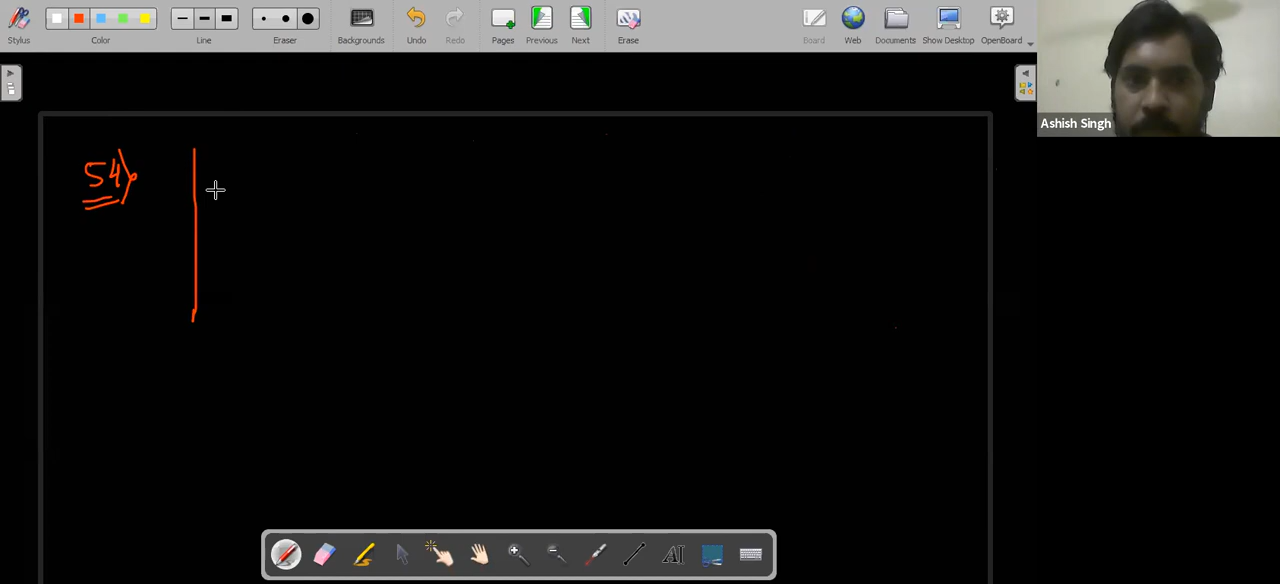 Stylus
Color
Line
Eraser
Backgrounds
Undo
Redo
Pages
Previous
Next
Erase
Board
Web
Documents
Show Desktop
OpenBoard
Ashish Singh
54)
AI